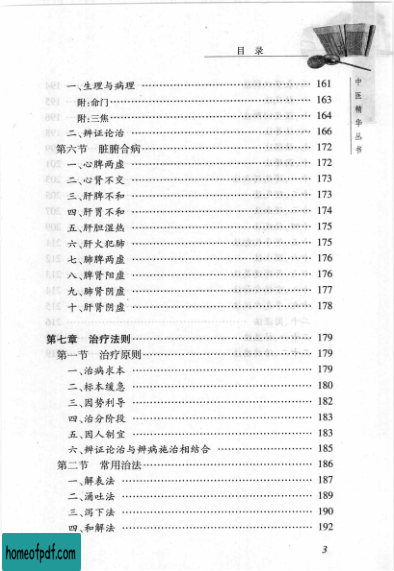 目 录
中医精华丛书
一、生理与病理 …… 161
附:命门 …… 163
附:三焦 …… 164
二、辨证论治 …… 166
第六节 脏腑合病 …… 172
一、心脾两虚 …… 172
二、心肾不交 …… 173
三、肝脾不和 …… 173
四、肝胃不和 …… 174
五、肝胆湿热 …… 175
六、肝火犯肺 …… 175
七、肺脾两虚 …… 176
八、脾肾阳虚 …… 176
九、肺肾阴虚 …… 177
十、肝肾阴虚 …… 178
第七章 治疗法则 …… 179
第一节 治疗原则 …… 179
一、治病求本 …… 179
二、标本缓急 …… 180
三、因势利导 …… 182
四、治分阶段 …… 183
五、因人制宜 …… 183
六、辨证论治与辨病施治相结合 …… 185
第二节 常用治法 …… 186
一、解表法 …… 187
二、涌吐法 …… 189
三、泻下法 …… 190
四、和解法 …… 192
3
homeofpdf.com